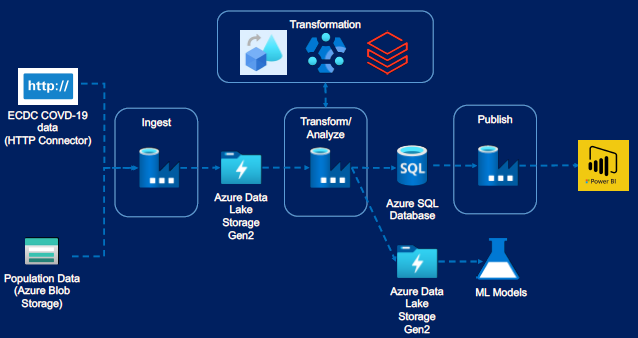 Transformation
http://
ECDC COVD-19
data
(HTTP Connector)
Ingest
Transform/
Analyze
Publish
SQL
Power BI
Azure Data
Lake
Storage
Gen2
Azure SQL
Database
Population Data
(Azure Blob
Storage)
Azure Data
Lake
Storage
Gen2
ML Models